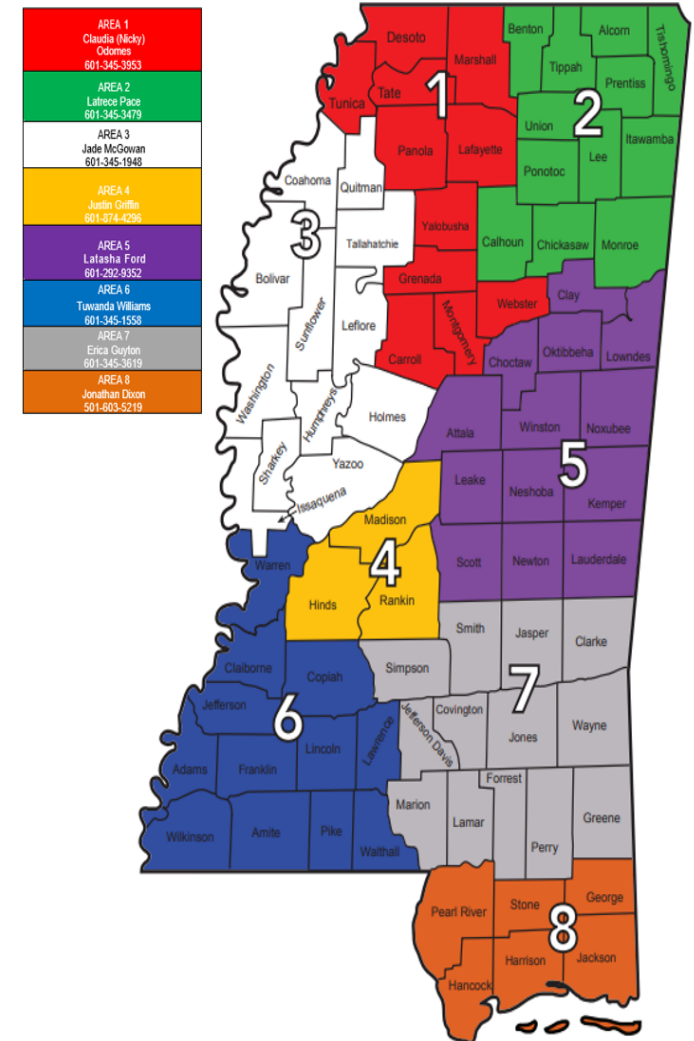 AREA 1
Claudia (Nicky)
Odomes
601-345-3953
AREA 2
Latrece Pace
601-345-3479
AREA 3
Jade McGowan
601-345-1948
AREA 4
Justin Griffin
601-874-4296
AREA 5
Latasha Ford
601-292-9352
AREA 6
Tuwanda Williams
601-345-1558
AREA 7
Erica Guyton
601-345-3619
AREA 8
Jonathan Dixon
501-603-5219
Desoto
Marshall
Tunica
Tate
1
Panola
Lafayette
Yalobusha
Grenada
Carroll
Montgomery
Webster
Benton
Alcorn
Tishomingo
Tippah
Prentiss
2
Union
Itawamba
Lee
Ponotoc
Calhoun
Chickasaw
Monroe
Coahoma
Quitman
3
Tallahatchie
Bolivar
Sunflower
Leflore
Washington
Humphreys
Holmes
Sharkey
Yazoo
Issaquena
Clay
Choctaw
Oktibbeha
Lowndes
Attala
Winston
Noxubee
5
Leake
Neshoba
Kemper
Scott
Newton
Lauderdale
Madison
4
Hinds
Rankin
Warren
Claiborne
Copiah
Jefferson
6
Lincoln
Lawrence
Adams
Franklin
Wilkinson
Amite
Pike
Walthall
Smith
Jasper
Clarke
Simpson
7
Jefferson Davis
Covington
Jones
Wayne
Marion
Lamar
Forrest
Perry
Greene
Pearl River
Stone
George
8
Hancock
Harrison
Jackson